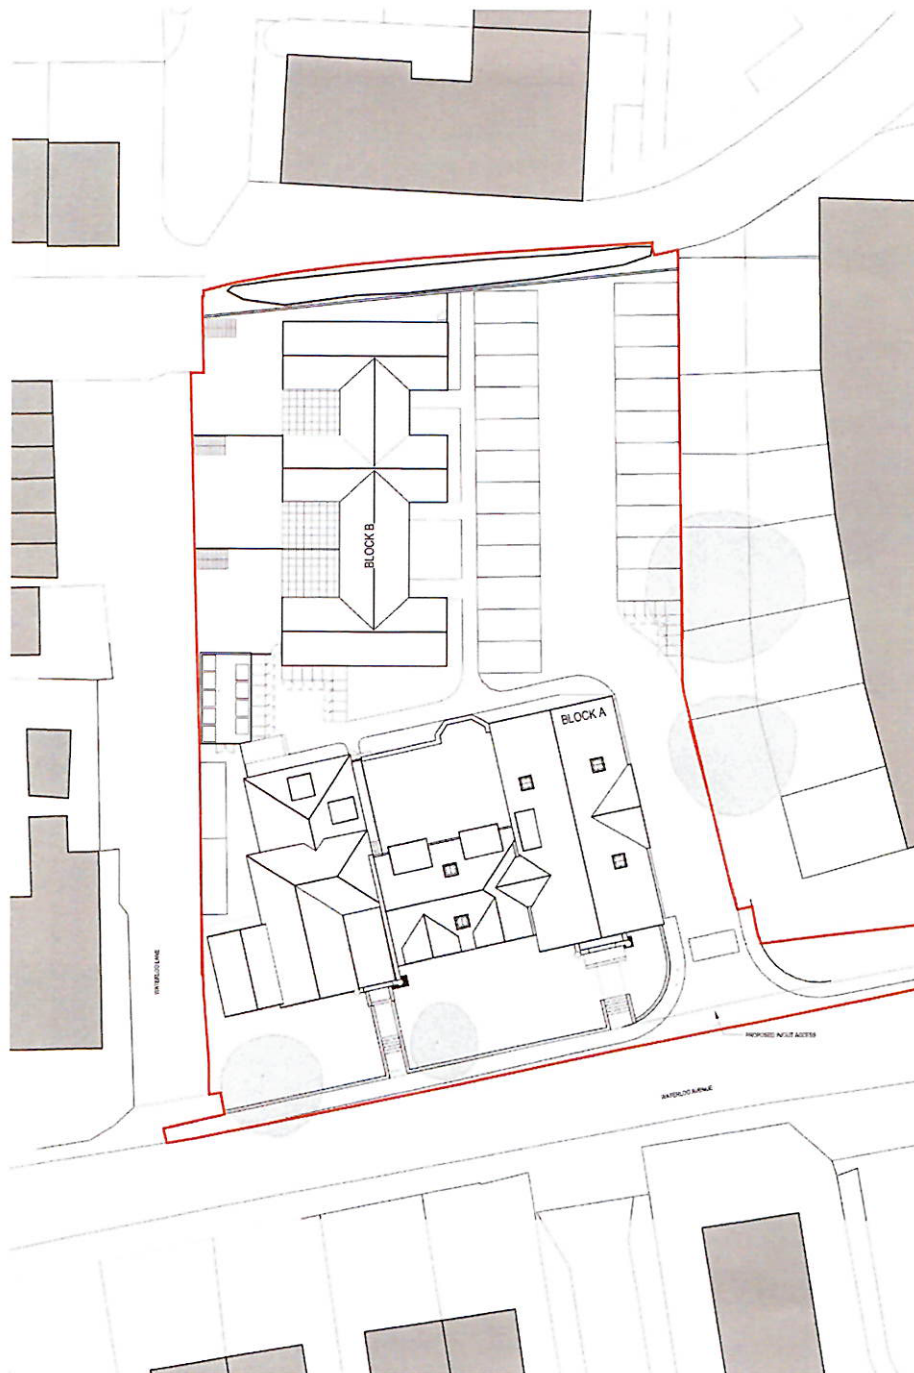 BLOCK B
BLOCK A
WATERLOO LANE
PROPOSED IN/OUT ACCESS
WATERLOO AVENUE